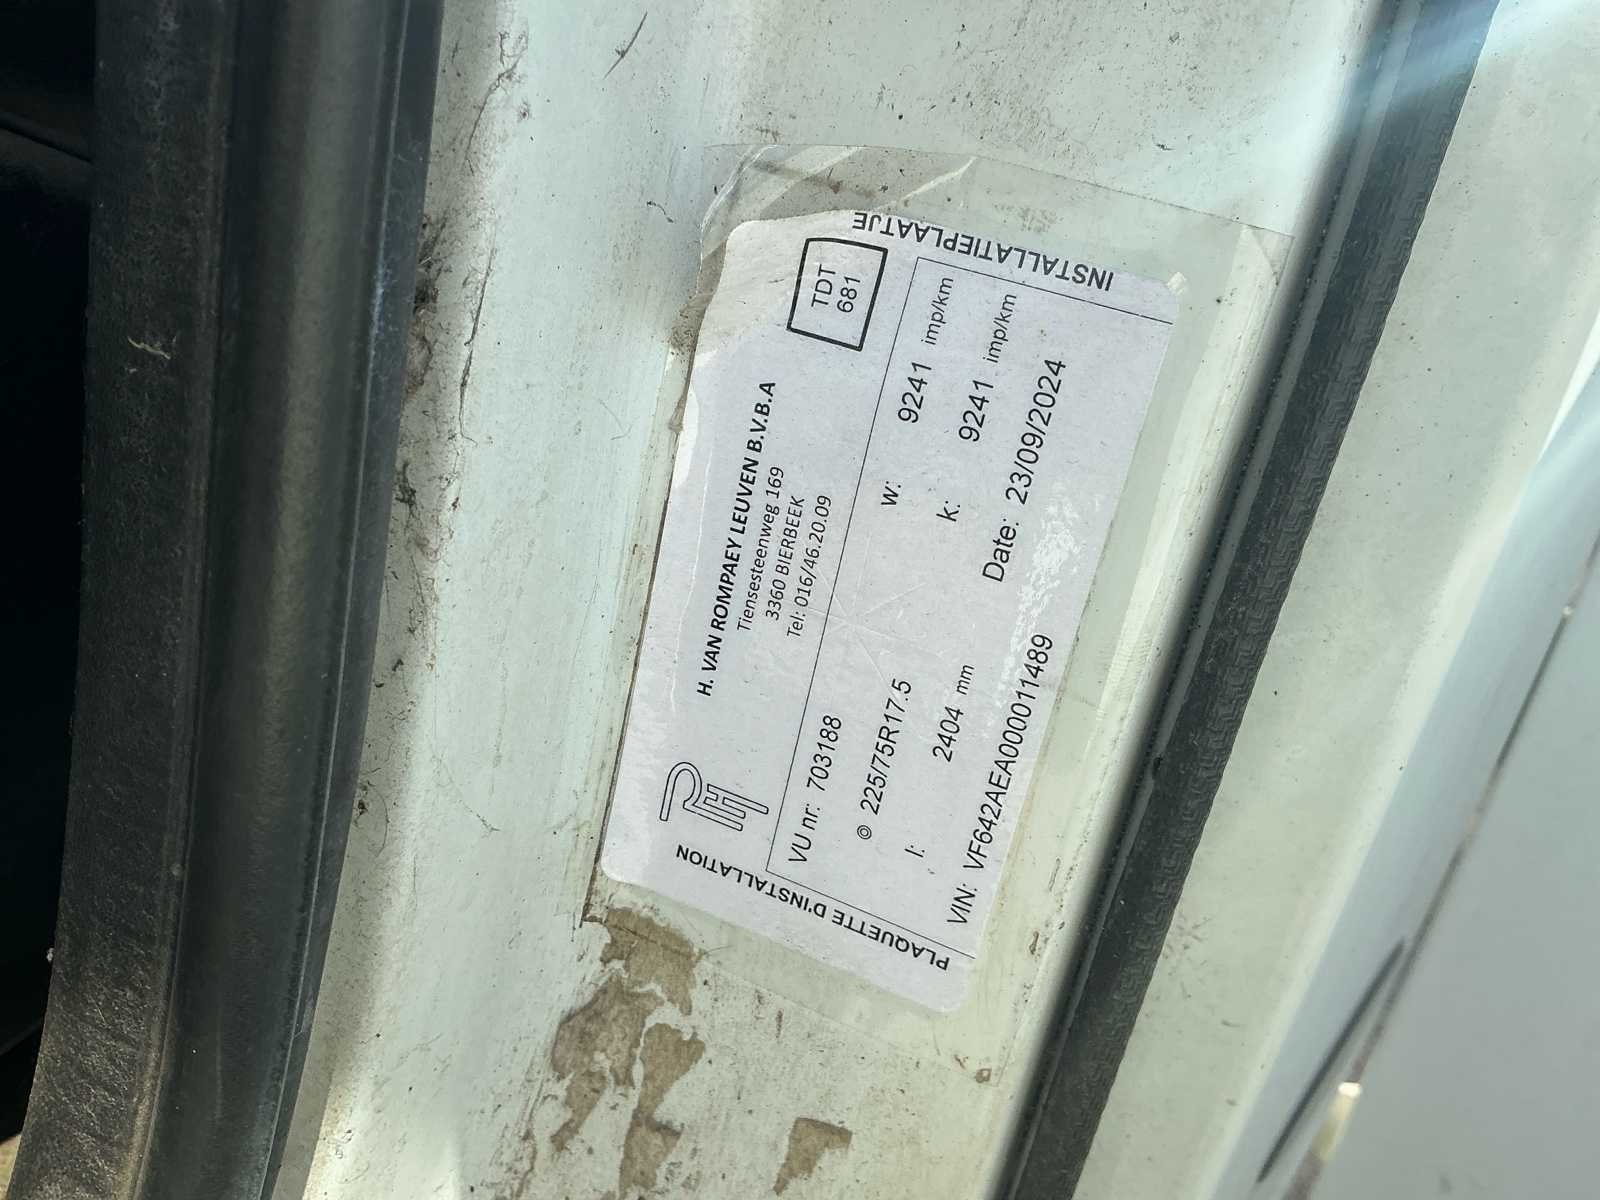 INSTALLATIEPLAATJE
H. VAN ROMPAEY LEUVEN B.V.B.A
Tiensesteenweg 169
3360 BIERBEEK
Tel: 016/46.20.09
TDT
681
VU nr: 703188
w: 9241 imp/km
225/75R17.5
k: 9241 imp/km
l: 2404 mm
Date: 23/09/2024
VIN: VF642AEA000011489
PLAQUETTE D'INSTALLATION